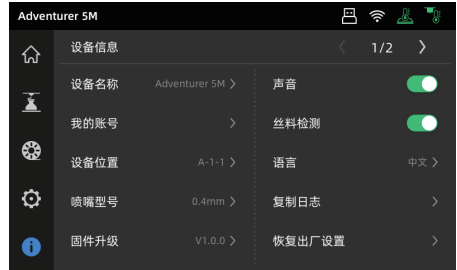 Adventurer 5M
设备信息
1/2
设备名称 Adventurer 5M
我的账号
设备位置 A-1-1
喷嘴型号 0.4mm
固件升级 V1.0.0
声音
丝料检测
语言 中文
复制日志
恢复出厂设置